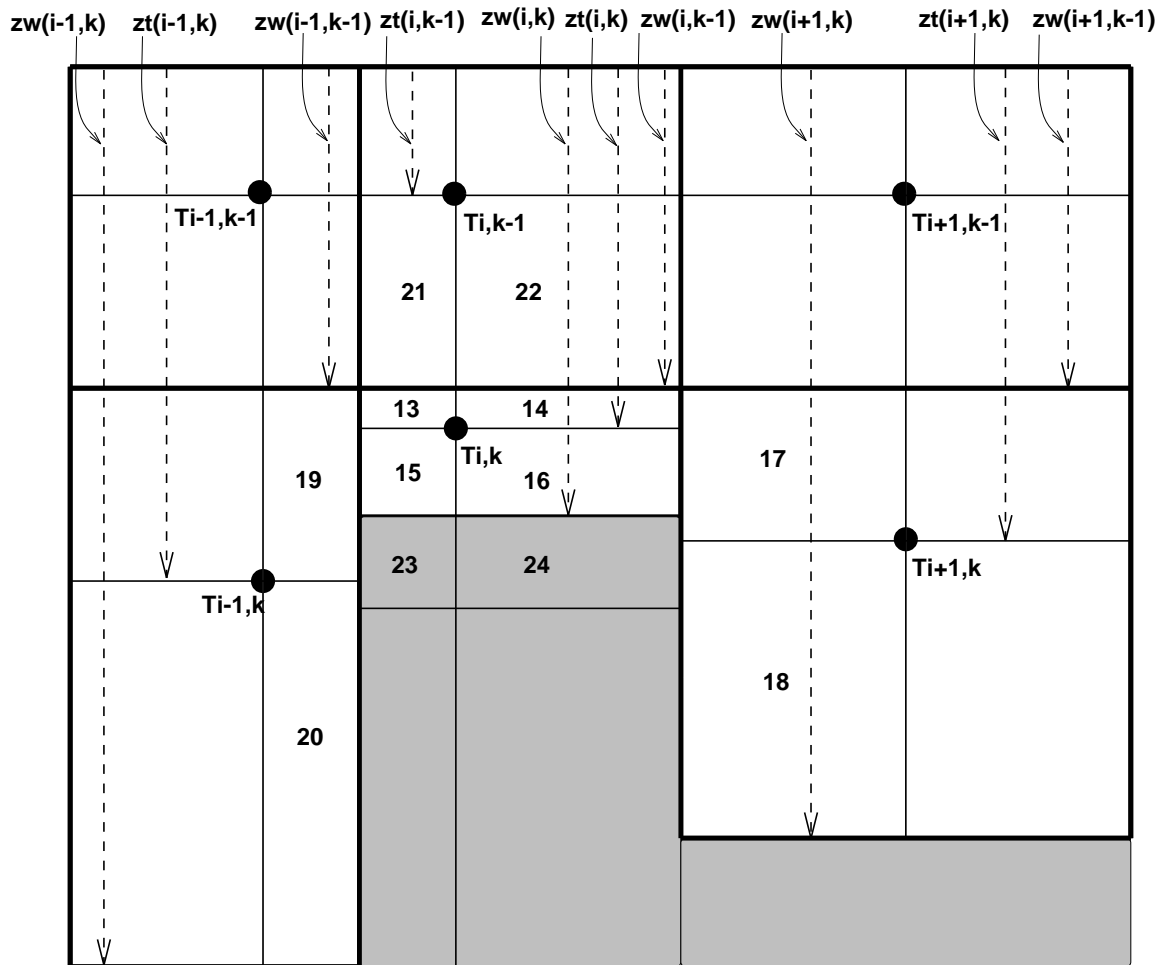 zw(i-1,k) zt(i-1,k) zw(i-1,k-1) zt(i,k-1) zw(i,k) zt(i,k) zw(i,k-1) zw(i+1,k) zt(i+1,k) zw(i+1,k-1)
Ti-1,k-1 Ti,k-1 Ti+1,k-1
21 22
13 14
Ti,k
19 15 16 17
23 24
Ti-1,k Ti+1,k
18
20